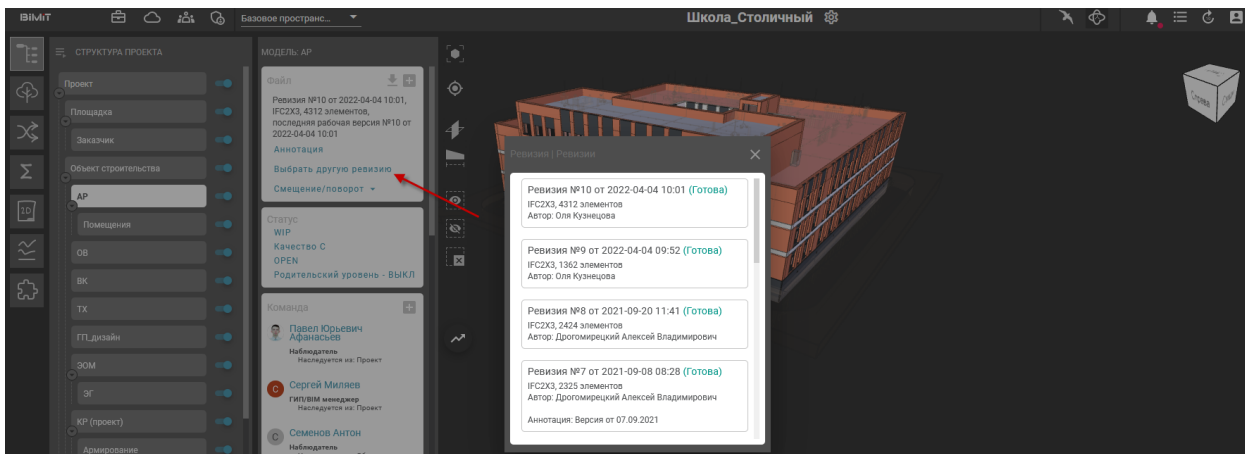 BIMIT
Базовое пространс...
Школа_Столичный
СТРУКТУРА ПРОЕКТА
Проект
Площадка
Заказчик
Объект строительства
АР
Помещения
ОВ
ВК
ТХ
ГП_дизайн
ЭОМ
ЭГ
КР (проект)
Армирование
МОДЕЛЬ: АР
Файл
Ревизия №10 от 2022-04-04 10:01,
IFC2X3, 4312 элементов,
последняя рабочая версия №10 от
2022-04-04 10:01
Аннотация
Выбрать другую ревизию
Смещение/поворот
Статус
WIP
Качество C
OPEN
Родительский уровень - ВЫКЛ
Команда
Павел Юрьевич
Афанасьев
Наблюдатель
Наследуется из: Проект
С
Сергей Миляев
ГИП/BIM менеджер
Наследуется из: Проект
С
Семенов Антон
Наблюдатель
2D
Ревизия | Ревизии
Ревизия №10 от 2022-04-04 10:01 (Готова)
IFC2X3, 4312 элементов
Автор: Оля Кузнецова
Ревизия №9 от 2022-04-04 09:52 (Готова)
IFC2X3, 1362 элементов
Автор: Оля Кузнецова
Ревизия №8 от 2021-09-20 11:41 (Готова)
IFC2X3, 2424 элементов
Автор: Дрогомирецкий Алексей Владимирович
Ревизия №7 от 2021-09-08 08:28 (Готова)
IFC2X3, 2325 элементов
Автор: Дрогомирецкий Алексей Владимирович
Аннотация: Версия от 07.09.2021